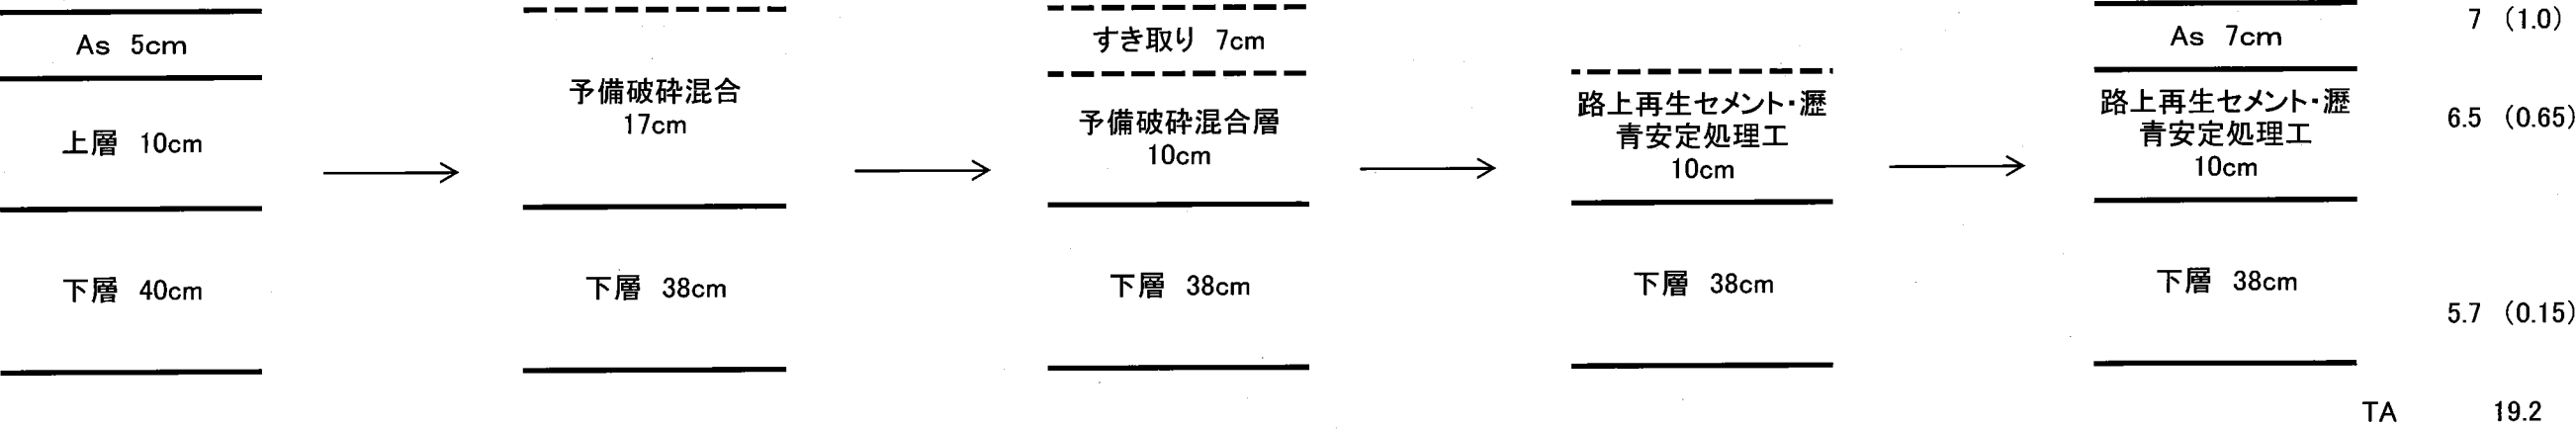 As 5cm
上層 10cm
下層 40cm
予備破砕混合
17cm
下層 38cm
すき取り 7cm
予備破砕混合層
10cm
下層 38cm
路上再生セメント・瀝
青安定処理工
10cm
下層 38cm
As 7cm
路上再生セメント・瀝
青安定処理工
10cm
下層 38cm
7 (1.0)
6.5 (0.65)
5.7 (0.15)
TA 19.2